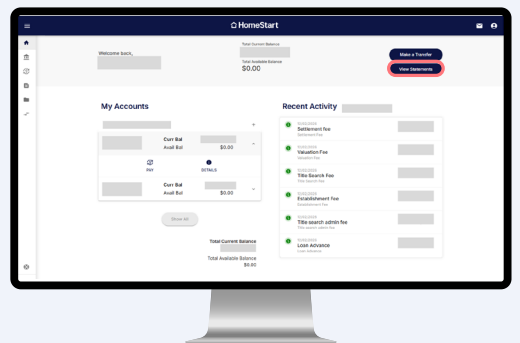 HomeStart
Welcome back,
Total Current Balance
Total Available Balance
$0.00
Make a Transfer
View Statements
My Accounts
Curr Bal
Avail Bal $0.00
PAY DETAILS
Curr Bal
Avail Bal $0.00
Show All
Total Current Balance
Total Available Balance
$0.00
Recent Activity
Settlement fee
Settlement Fee
Valuation Fee
Valuation Fee
Title Search Fee
Title Search Fee
Establishment Fee
Establishment Fee
Title search admin fee
Title search admin fee
Loan Advance
Loan Advance